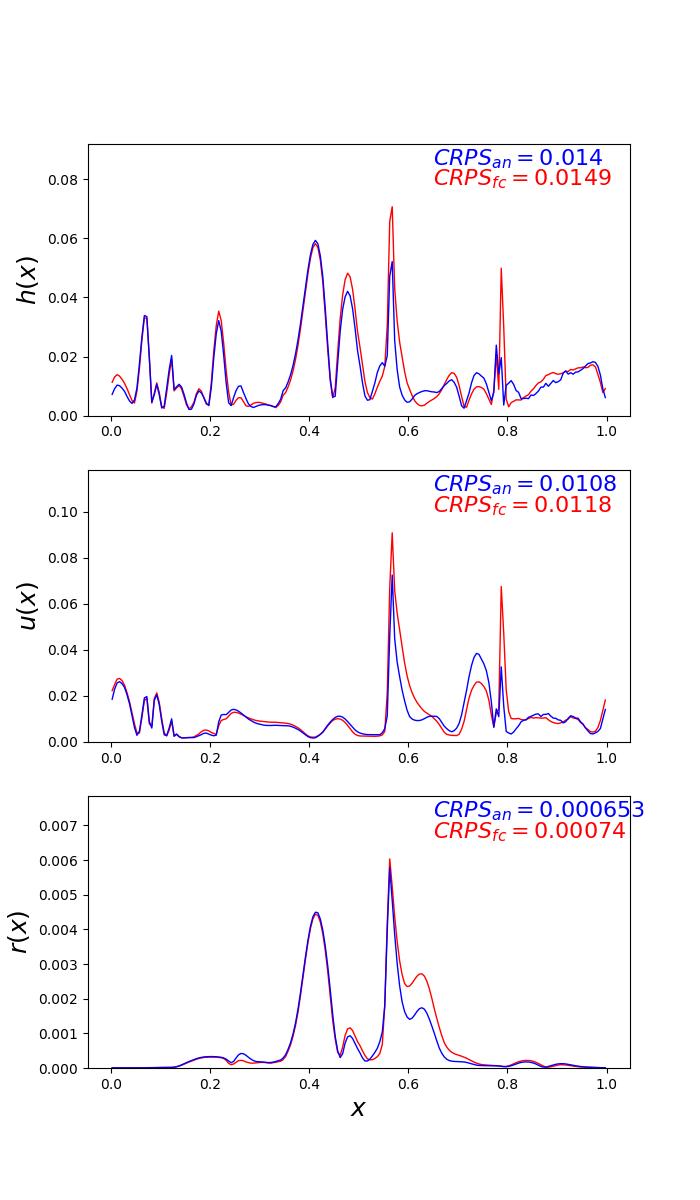 CRPS_an = 0.014
CRPS_fc = 0.0149
0.08
0.06
0.04
0.02
0.00
h(x)
0.0 0.2 0.4 0.6 0.8 1.0
CRPS_an = 0.0108
CRPS_fc = 0.0118
0.10
0.08
0.06
0.04
0.02
0.00
u(x)
0.0 0.2 0.4 0.6 0.8 1.0
CRPS_an = 0.000653
CRPS_fc = 0.00074
0.007
0.006
0.005
0.004
0.003
0.002
0.001
0.000
r(x)
0.0 0.2 0.4 0.6 0.8 1.0
x